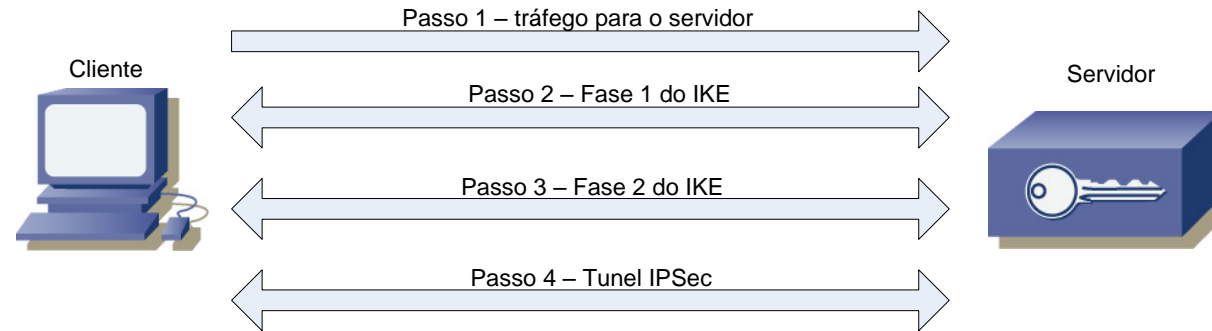 Passo 1 – tráfego para o servidor
Cliente
Servidor
Passo 2 – Fase 1 do IKE
Passo 3 – Fase 2 do IKE
Passo 4 – Tunel IPSec